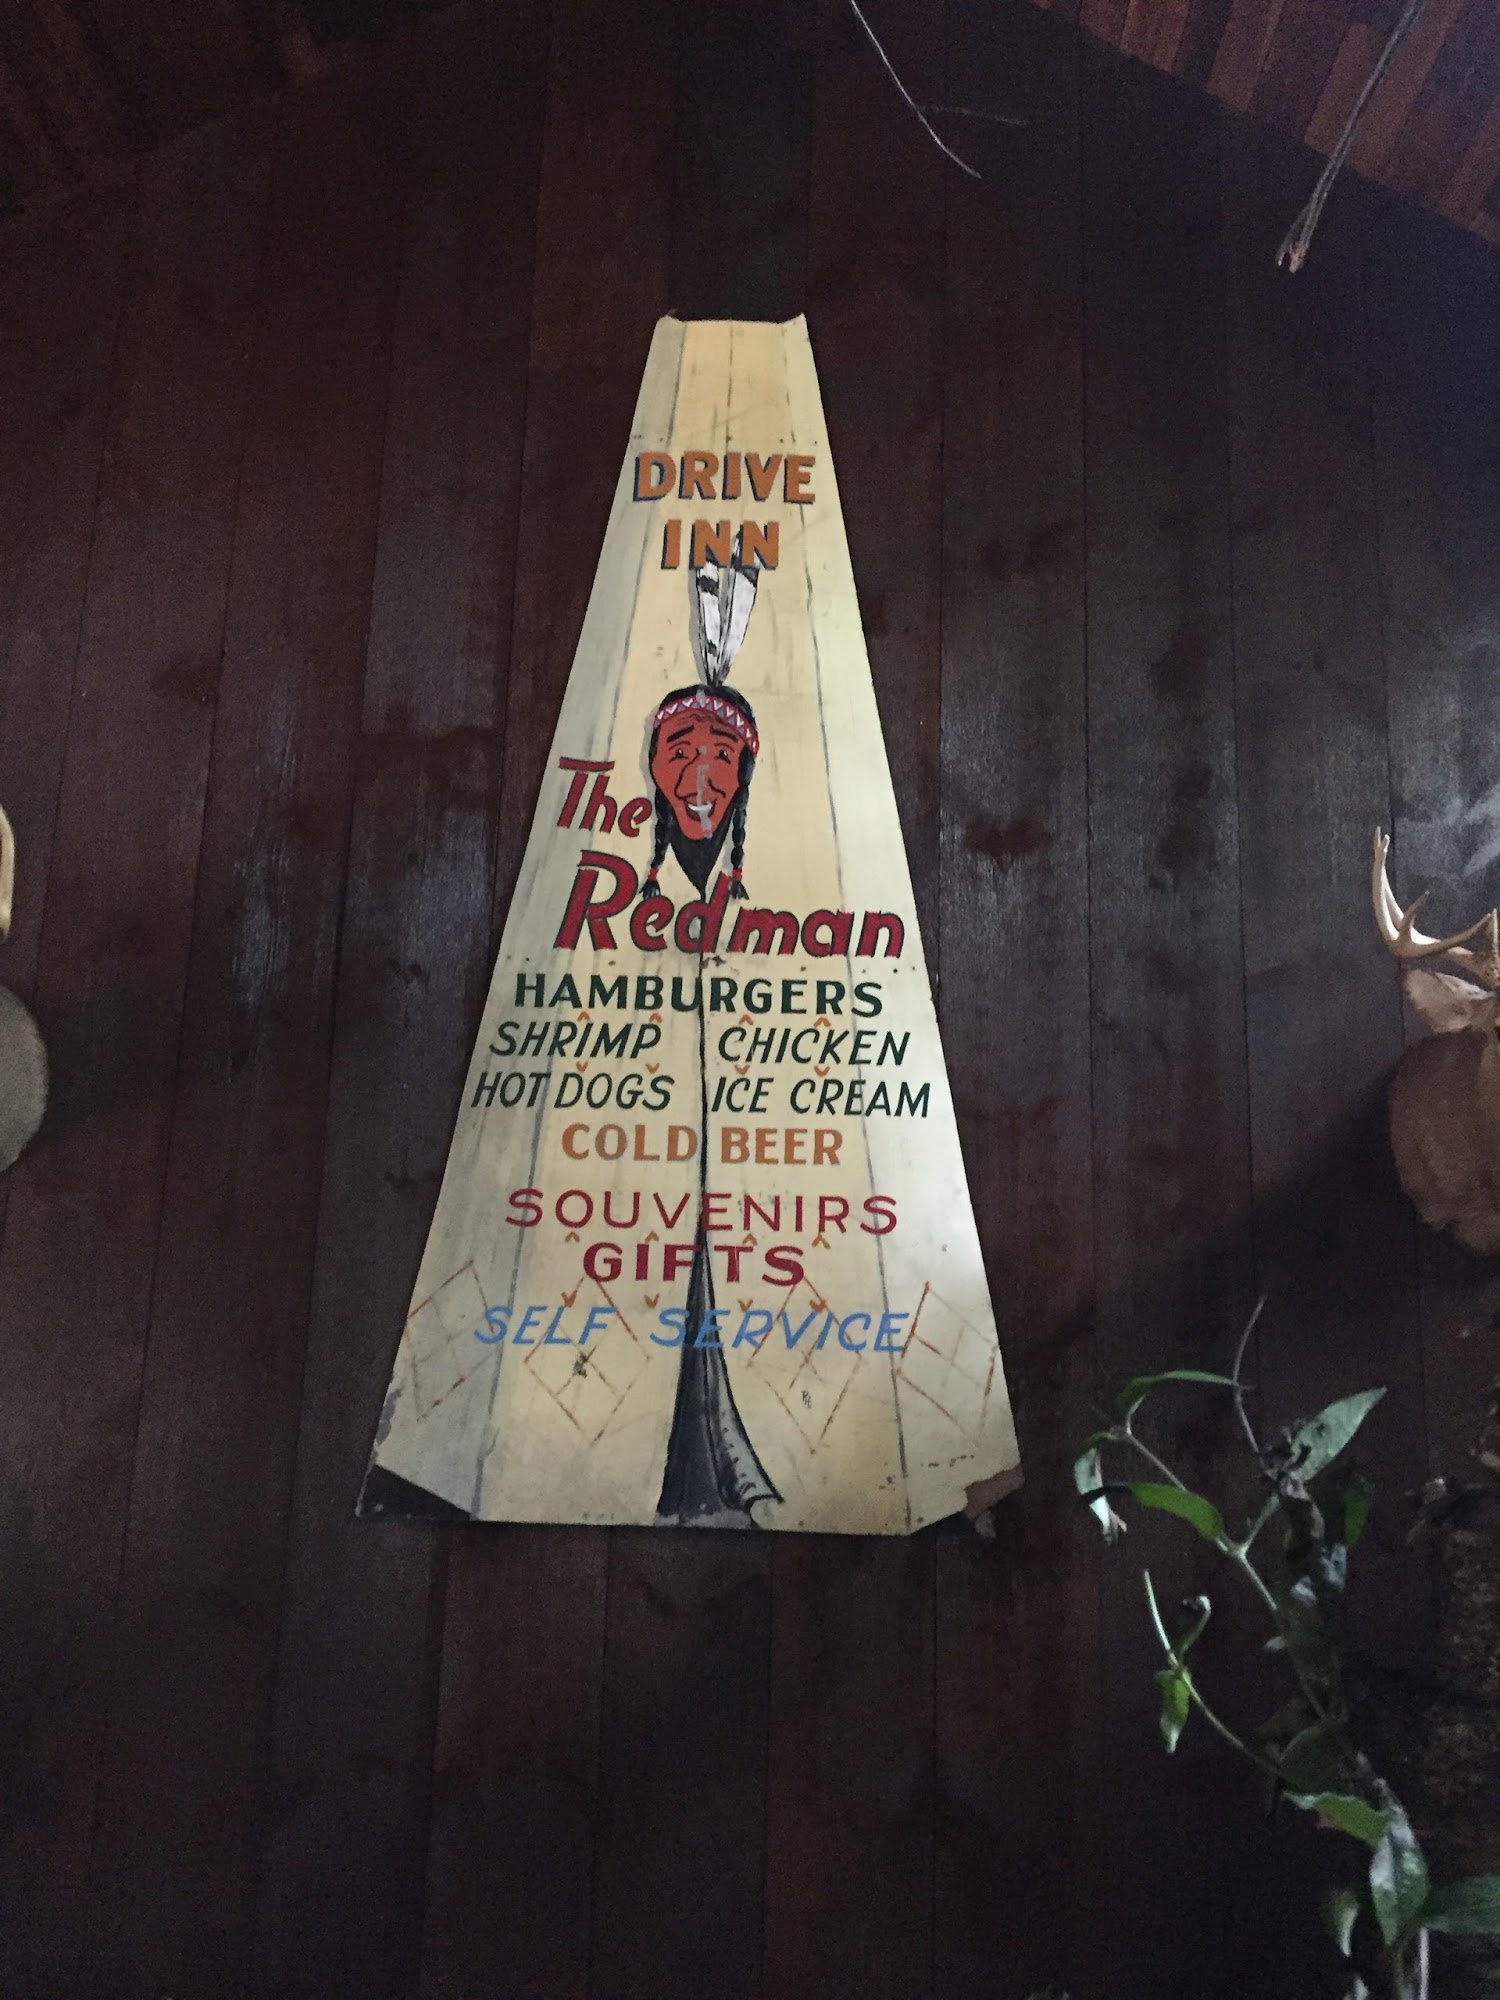 DRIVE
INN
The
Redman
HAMBURGERS
SHRIMP CHICKEN
HOT DOGS ICE CREAM
COLD BEER
SOUVENIRS
GIFTS
SELF SERVICE